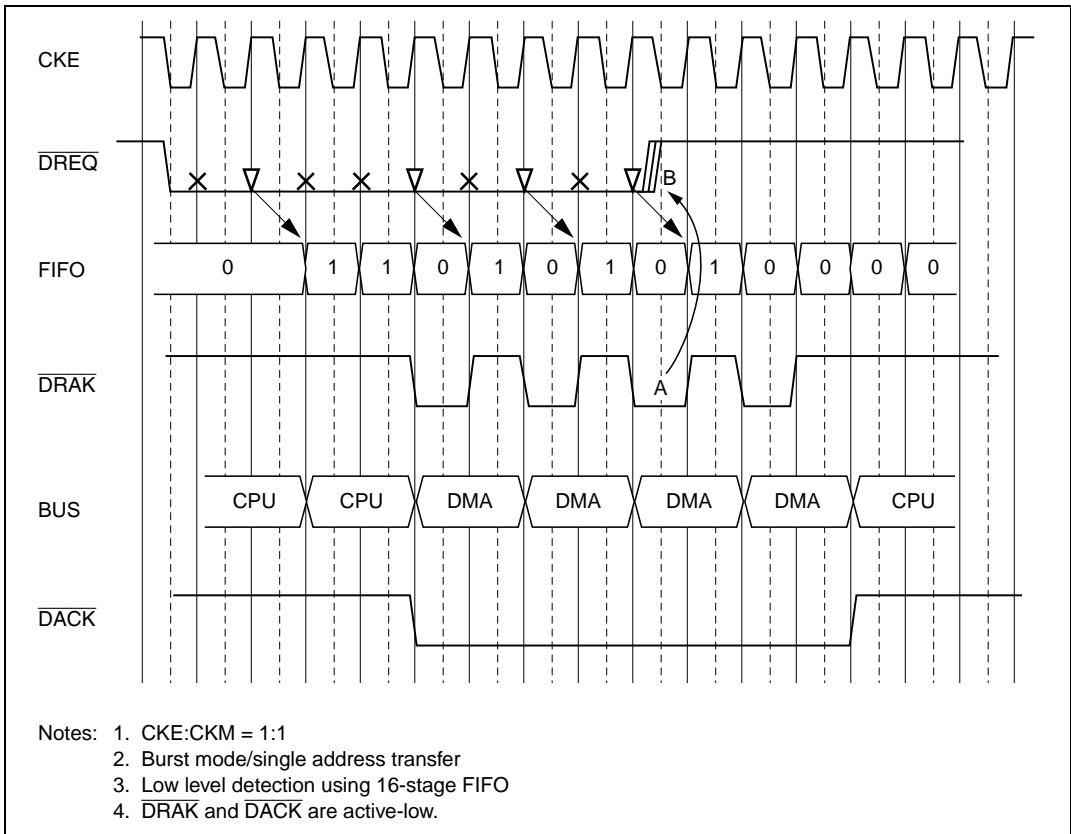 CKE
DREQ
B
FIFO
0 1 1 0 1 0 1 0 1 0 0 0 0
DRAK
A
BUS
CPU CPU DMA DMA DMA DMA CPU
DACK
Notes: 1. CKE:CKM = 1:1
2. Burst mode/single address transfer
3. Low level detection using 16-stage FIFO
4. DRAK and DACK are active-low.